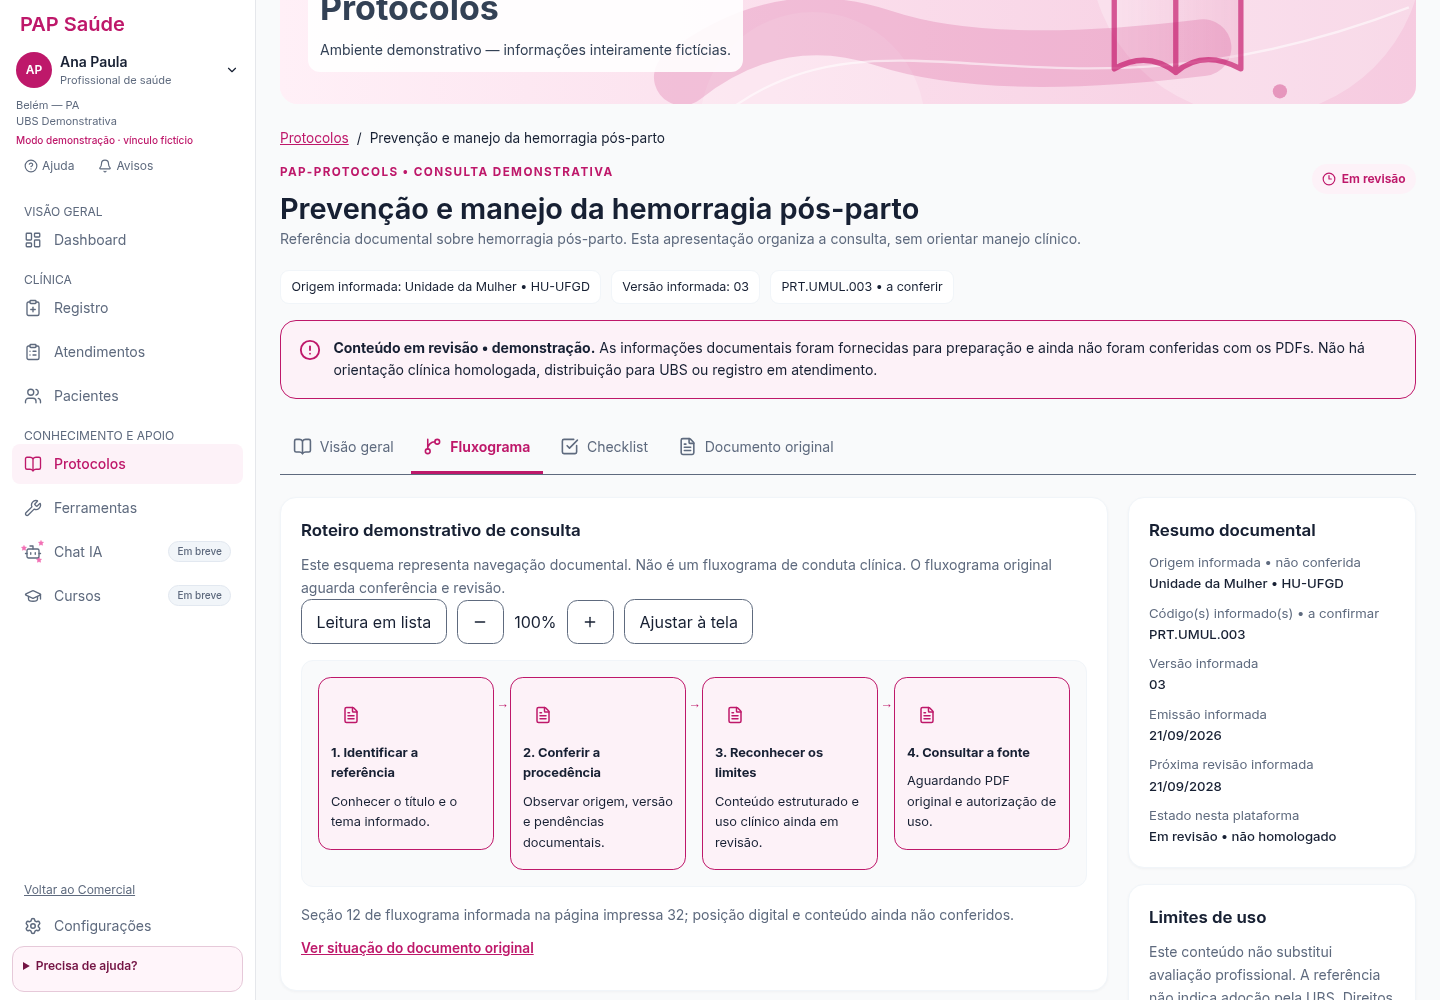 PAP Saúde
AP
Ana Paula
Profissional de saúde
Belém — PA
UBS Demonstrativa
Modo demonstração · vínculo fictício
Ajuda
Avisos
VISÃO GERAL
Dashboard
CLÍNICA
Registro
Atendimentos
Pacientes
CONHECIMENTO E APOIO
Protocolos
Ferramentas
Chat IA
Em breve
Cursos
Em breve
Voltar ao Comercial
Configurações
Precisa de ajuda?
Protocolos
Ambiente demonstrativo — informações inteiramente fictícias.
Protocolos / Prevenção e manejo da hemorragia pós-parto
PAP-PROTOCOLS • CONSULTA DEMONSTRATIVA
Em revisão
Prevenção e manejo da hemorragia pós-parto
Referência documental sobre hemorragia pós-parto. Esta apresentação organiza a consulta, sem orientar manejo clínico.
Origem informada: Unidade da Mulher • HU-UFGD
Versão informada: 03
PRT.UMUL.003 • a conferir
Conteúdo em revisão • demonstração. As informações documentais foram fornecidas para preparação e ainda não foram conferidas com os PDFs. Não há
orientação clínica homologada, distribuição para UBS ou registro em atendimento.
Visão geral
Fluxograma
Checklist
Documento original
Roteiro demonstrativo de consulta
Este esquema representa navegação documental. Não é um fluxograma de conduta clínica. O fluxograma original
aguarda conferência e revisão.
Leitura em lista
−
100%
+
Ajustar à tela
1. Identificar a
referência
Conhecer o título e o
tema informado.
→
2. Conferir a
procedência
Observar origem, versão
e pendências
documentais.
→
3. Reconhecer os
limites
Conteúdo estruturado e
uso clínico ainda em
revisão.
→
4. Consultar a fonte
Aguardando PDF
original e autorização de
uso.
Seção 12 de fluxograma informada na página impressa 32; posição digital e conteúdo ainda não conferidos.
Ver situação do documento original
Resumo documental
Origem informada • não conferida
Unidade da Mulher • HU-UFGD
Código(s) informado(s) • a confirmar
PRT.UMUL.003
Versão informada
03
Emissão informada
21/09/2026
Próxima revisão informada
21/09/2028
Estado nesta plataforma
Em revisão • não homologado
Limites de uso
Este conteúdo não substitui
avaliação profissional. A referência
não indica adoção pela UBS. Direitos